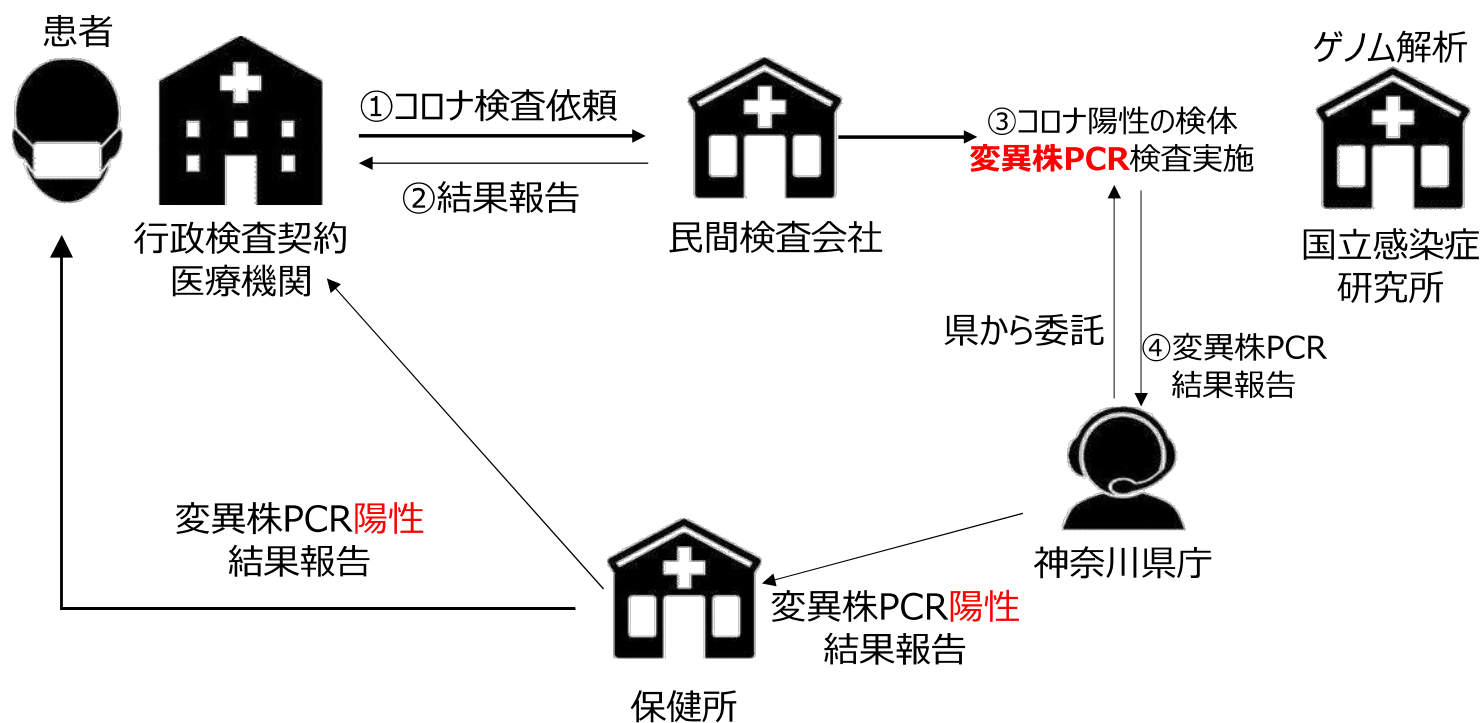 患者
ゲノム解析
①コロナ検査依頼
②結果報告
③コロナ陽性の検体
変異株PCR検査実施
行政検査契約
医療機関
民間検査会社
国立感染症
研究所
県から委託
④変異株PCR
結果報告
変異株PCR陽性
結果報告
神奈川県庁
変異株PCR陽性
結果報告
保健所